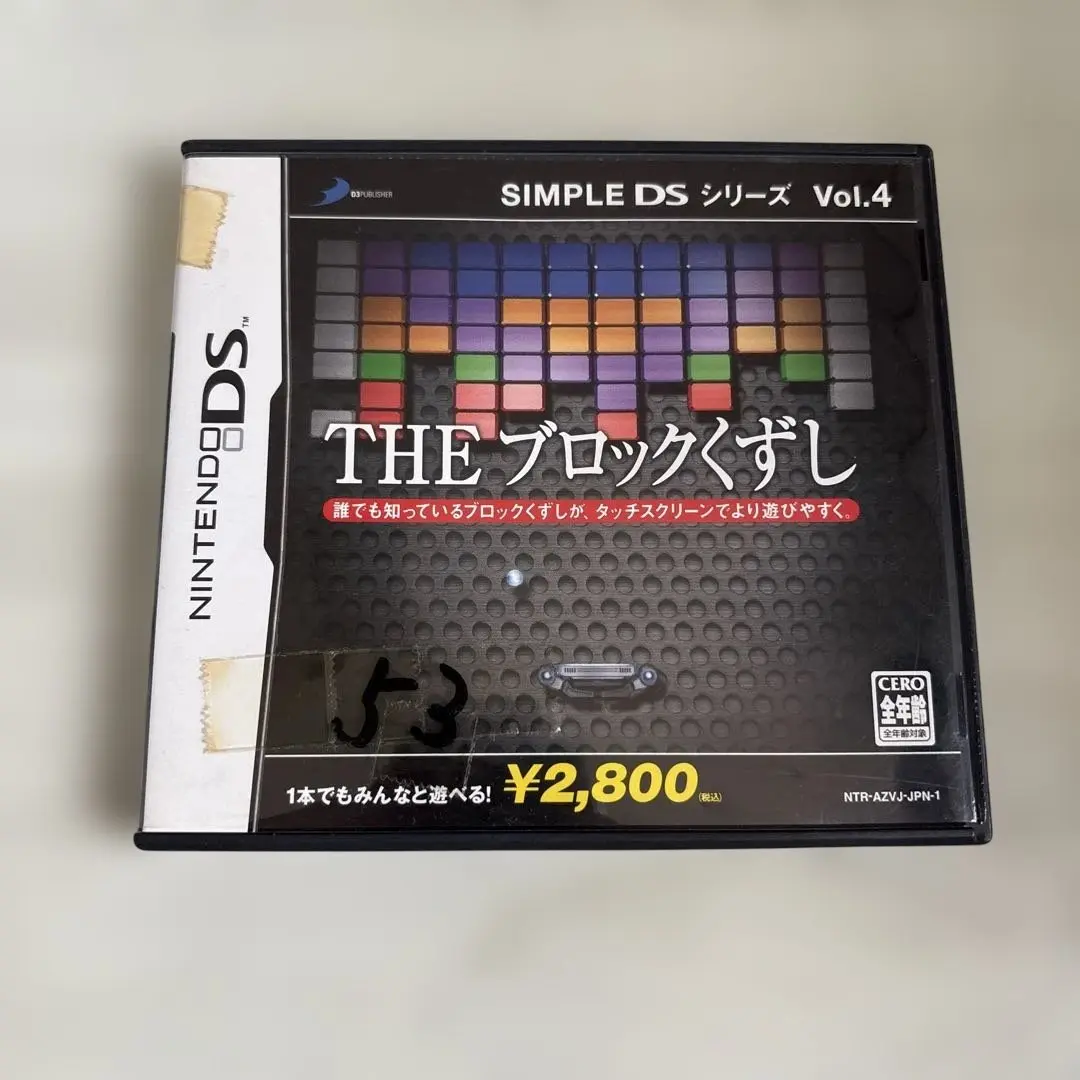 D3PUBLISHER
SIMPLE DS シリーズ Vol.4
NINTENDO DS™
THE ブロックくずし
誰でも知っているブロックくずしが、タッチスクリーンでより遊びやすく。
53
CERO
全年齢
全年齢対象
1本でもみんなと遊べる! ¥2,800(税込)
NTR-AZVJ-JPN-1